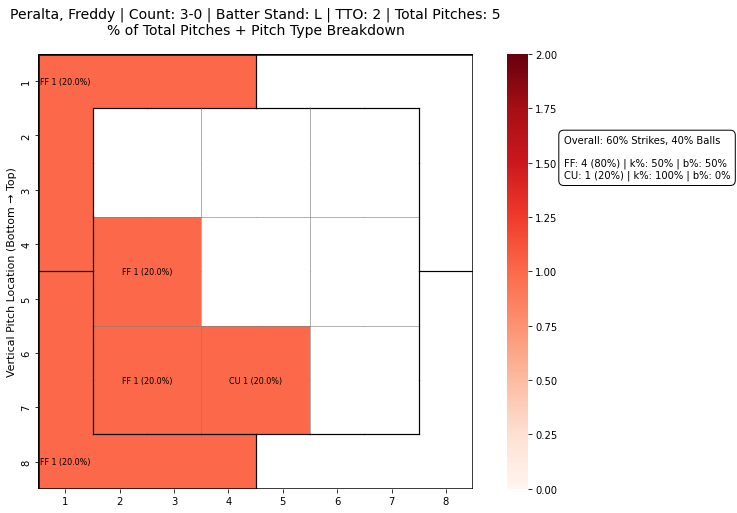 Peralta, Freddy | Count: 3-0 | Batter Stand: L | TTO: 2 | Total Pitches: 5
% of Total Pitches + Pitch Type Breakdown
Vertical Pitch Location (Bottom → Top)
1
2
3
4
5
6
7
8
FF 1 (20.0%)
FF 1 (20.0%)
FF 1 (20.0%)
CU 1 (20.0%)
FF 1 (20.0%)
1
2
3
4
5
6
7
8
2.00
1.75
1.50
1.25
1.00
0.75
0.50
0.25
0.00
Overall: 60% Strikes, 40% Balls
FF: 4 (80%) | k%: 50% | b%: 50%
CU: 1 (20%) | k%: 100% | b%: 0%